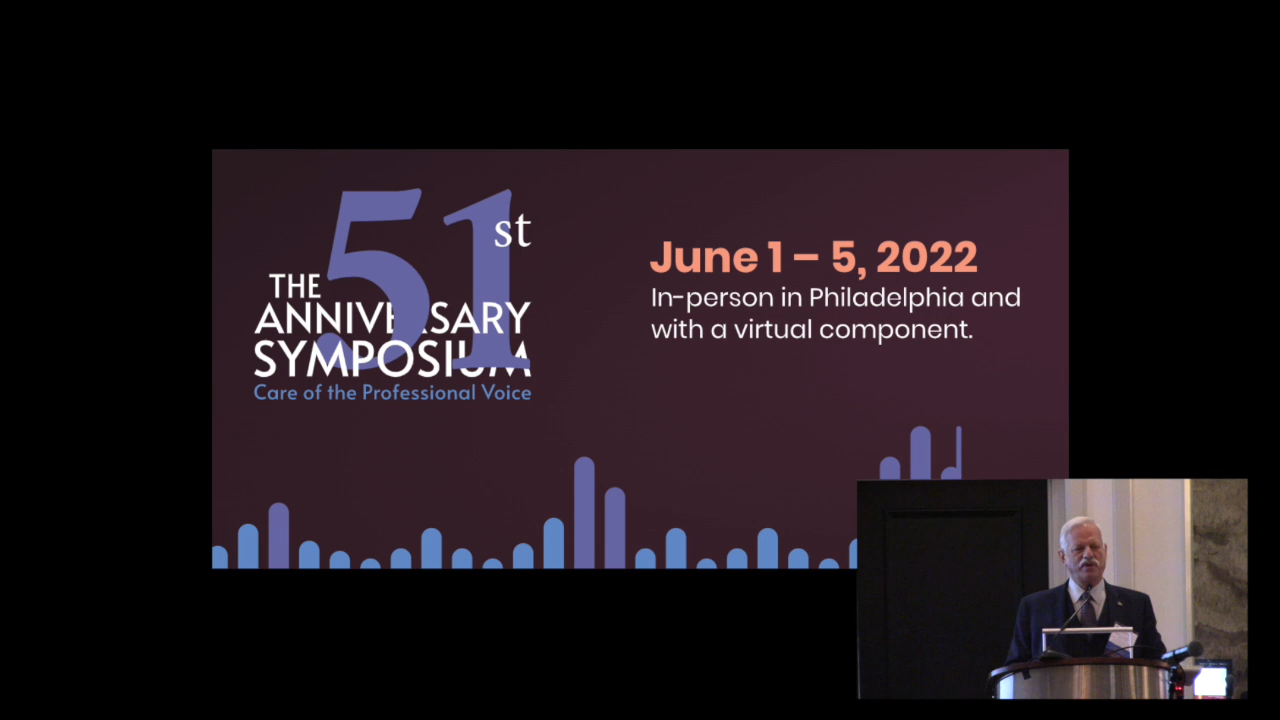 51st
THE
ANNIVERSARY
SYMPOSIUM
Care of the Professional Voice
June 1 – 5, 2022
In-person in Philadelphia and
with a virtual component.